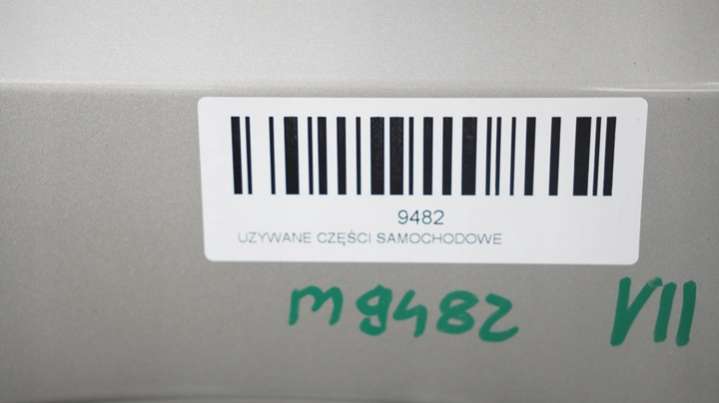 9482
UZYWANE CZĘŚCI SAMOCHODOWE
m9482 VII